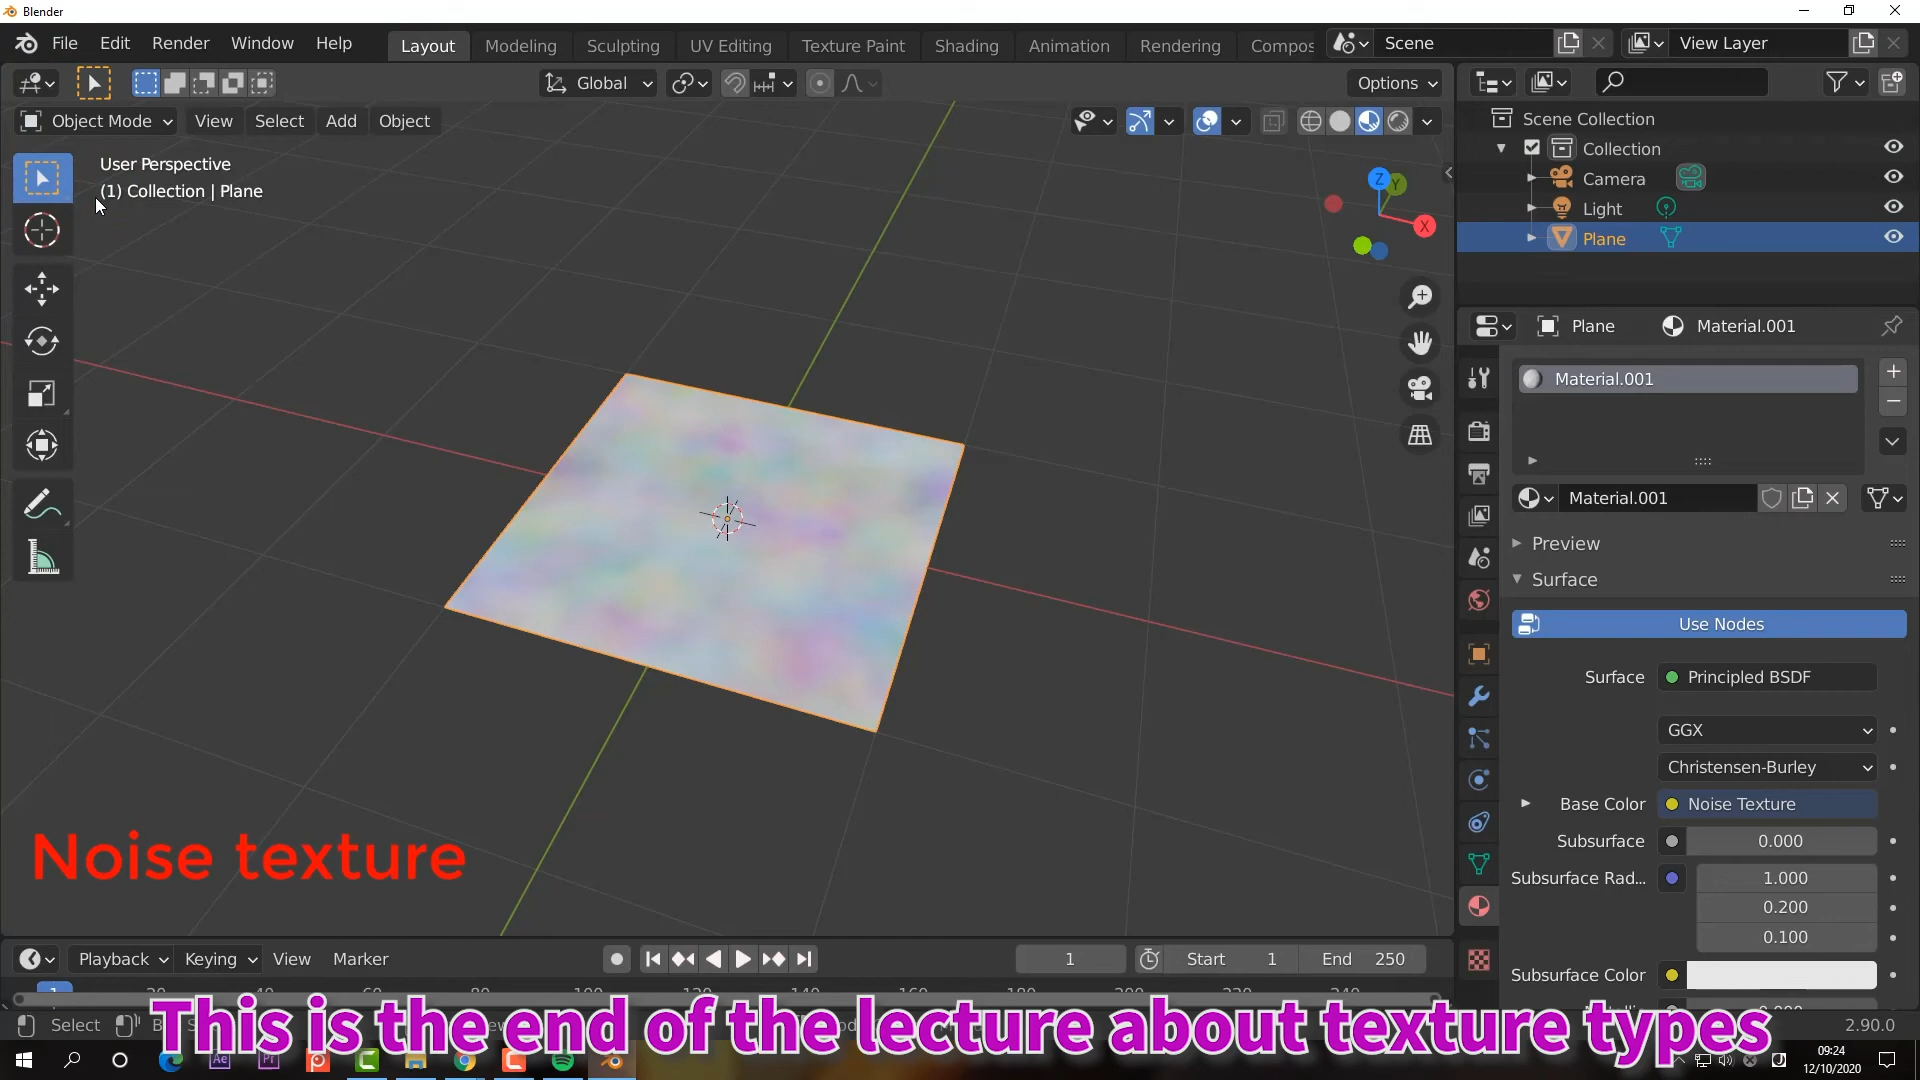 Blender
File Edit Render Window Help
Layout Modeling Sculpting UV Editing Texture Paint Shading Animation Rendering Compos
Scene
View Layer
Global
Options
Object Mode View Select Add Object
User Perspective
(1) Collection | Plane
Z
Y
X
Scene Collection
Collection
Camera
Light
Plane
Plane Material.001
Material.001
Material.001
Preview
Surface
Use Nodes
Surface Principled BSDF
GGX
Christensen-Burley
Base Color Noise Texture
Subsurface 0.000
Subsurface Rad... 1.000
0.200
0.100
Subsurface Color
Noise texture
Playback Keying View Marker
1
Start 1
End 250
1
Select
This is the end of the lecture about texture types
2.90.0
Ae
Pr
09:24
12/10/2020